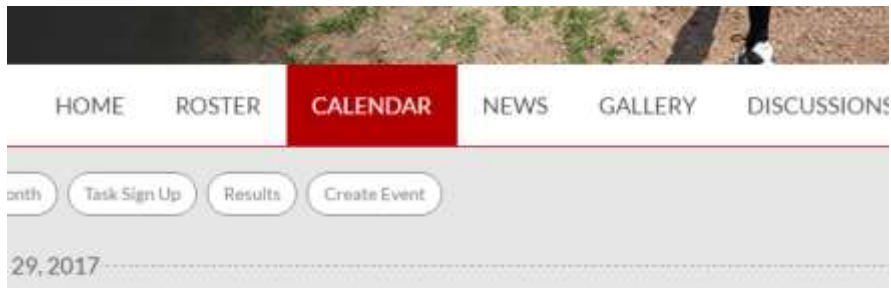 HOME ROSTER CALENDAR NEWS GALLERY DISCUSSIONS
onth Task Sign Up Results Create Event
29, 2017